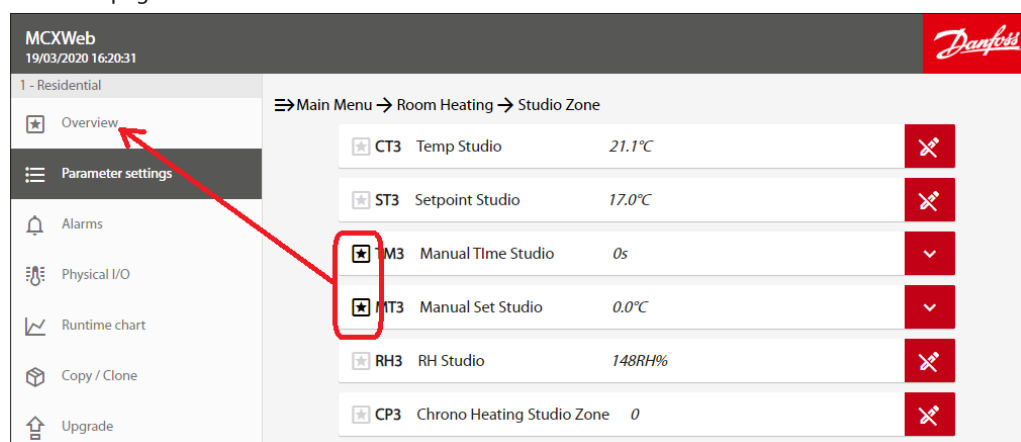 MCXWeb
19/03/2020 16:20:31
Danfoss
1 - Residential
Main Menu → Room Heating → Studio Zone
Overview
Parameter settings
Alarms
Physical I/O
Runtime chart
Copy / Clone
Upgrade
CT3 Temp Studio 21.1°C
ST3 Setpoint Studio 17.0°C
TM3 Manual TIme Studio 0s
MT3 Manual Set Studio 0.0°C
RH3 RH Studio 148RH%
CP3 Chrono Heating Studio Zone 0